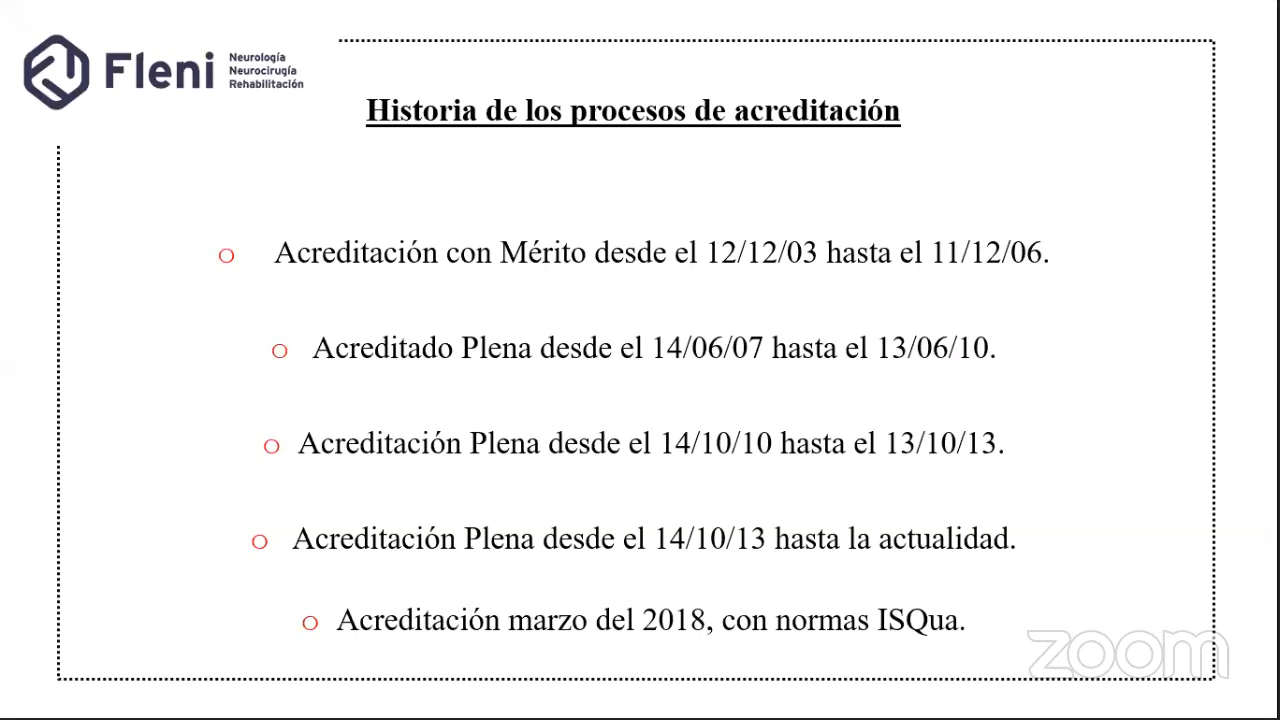 Fleni
Neurología
Neurocirugía
Rehabilitación
Historia de los procesos de acreditación
o Acreditación con Mérito desde el 12/12/03 hasta el 11/12/06.
o Acreditado Plena desde el 14/06/07 hasta el 13/06/10.
o Acreditación Plena desde el 14/10/10 hasta el 13/10/13.
o Acreditación Plena desde el 14/10/13 hasta la actualidad.
o Acreditación marzo del 2018, con normas ISQua.
zoom